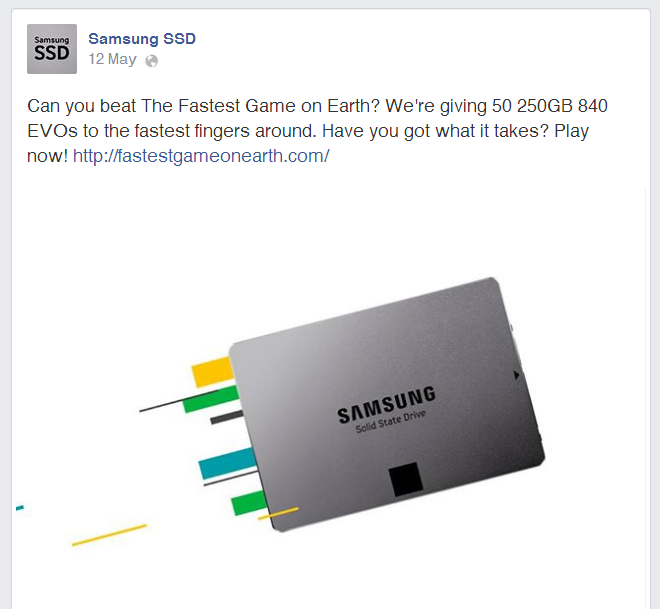 Samsung
SSD
Samsung SSD
12 May
Can you beat The Fastest Game on Earth? We're giving 50 250GB 840
EVOs to the fastest fingers around. Have you got what it takes? Play
now! http://fastestgameonearth.com/
SAMSUNG
Solid State Drive